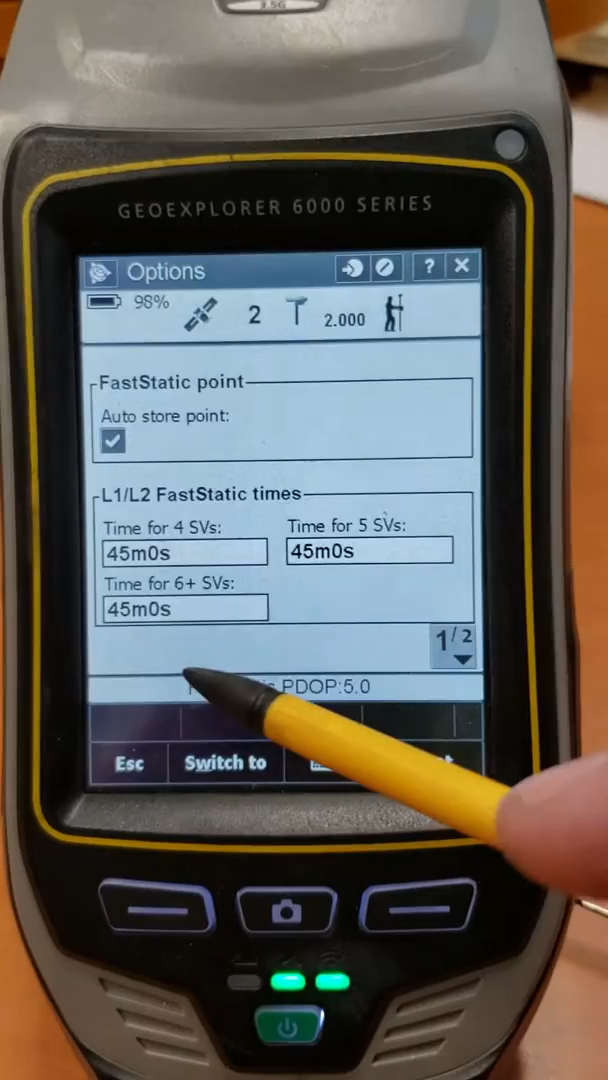 3.5G
GEOEXPLORER 6000 SERIES
Options ?
98% 2 2.000
FastStatic point
Auto store point:
L1/L2 FastStatic times
Time for 4 SVs: Time for 5 SVs:
45m0s 45m0s
Time for 6+ SVs:
45m0s
1/2
PDOP:5.0
Esc Switch to